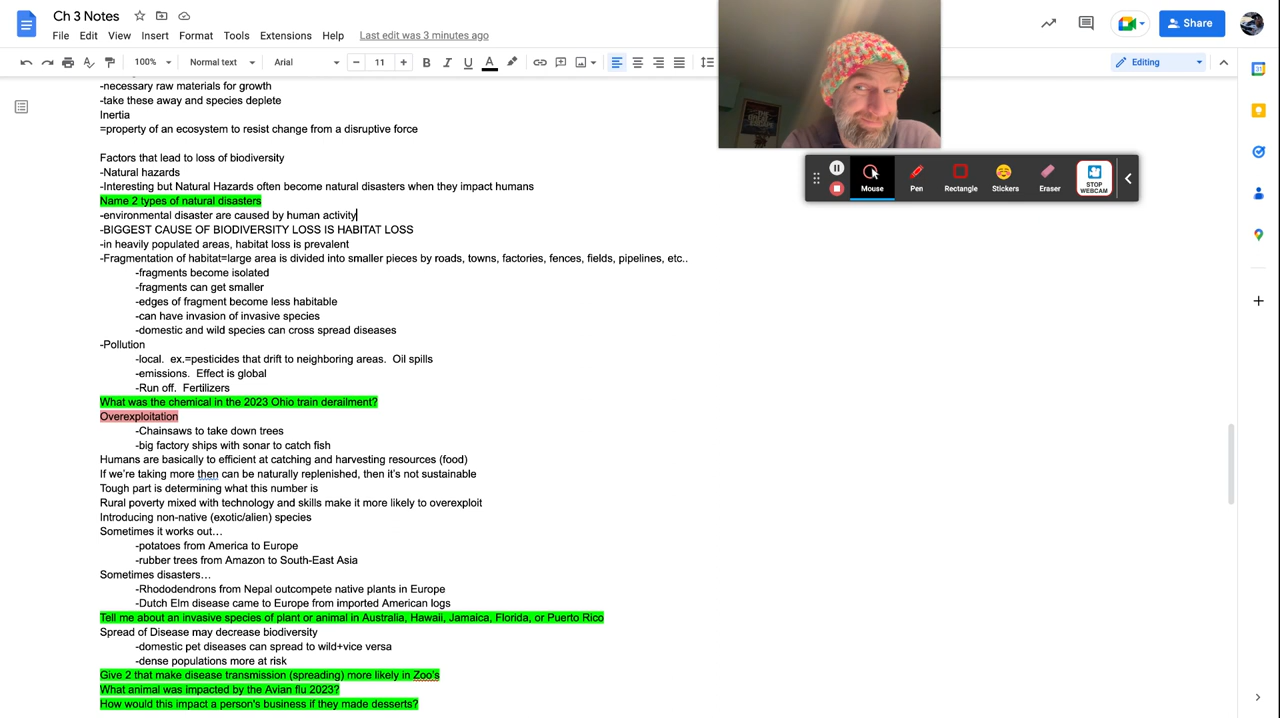 Ch 3 Notes
File Edit View Insert Format Tools Extensions Help Last edit was 3 minutes ago
Share
100% Normal text Arial 11 B I U A Editing
-necessary raw materials for growth
-take these away and species deplete
Inertia
=property of an ecosystem to resist change from a disruptive force
Factors that lead to loss of biodiversity
-Natural hazards
-Interesting but Natural Hazards often become natural disasters when they impact humans
Name 2 types of natural disasters
-environmental disaster are caused by human activity
-BIGGEST CAUSE OF BIODIVERSITY LOSS IS HABITAT LOSS
-in heavily populated areas, habitat loss is prevalent
-Fragmentation of habitat=large area is divided into smaller pieces by roads, towns, factories, fences, fields, pipelines, etc..
-fragments become isolated
-fragments can get smaller
-edges of fragment become less habitable
-can have invasion of invasive species
-domestic and wild species can cross spread diseases
-Pollution
-local. ex.=pesticides that drift to neighboring areas. Oil spills
-emissions. Effect is global
-Run off. Fertilizers
What was the chemical in the 2023 Ohio train derailment?
Overexploitation
-Chainsaws to take down trees
-big factory ships with sonar to catch fish
Humans are basically to efficient at catching and harvesting resources (food)
If we're taking more then can be naturally replenished, then it's not sustainable
Tough part is determining what this number is
Rural poverty mixed with technology and skills make it more likely to overexploit
Introducing non-native (exotic/alien) species
Sometimes it works out…
-potatoes from America to Europe
-rubber trees from Amazon to South-East Asia
Sometimes disasters…
-Rhododendrons from Nepal outcompete native plants in Europe
-Dutch Elm disease came to Europe from imported American logs
Tell me about an invasive species of plant or animal in Australia, Hawaii, Jamaica, Florida, or Puerto Rico
Spread of Disease may decrease biodiversity
-domestic pet diseases can spread to wild+vice versa
-dense populations more at risk
Give 2 that make disease transmission (spreading) more likely in Zoo's
What animal was impacted by the Avian flu 2023?
How would this impact a person's business if they made desserts?
Mouse Pen Rectangle Stickers Eraser STOP WEBCAM